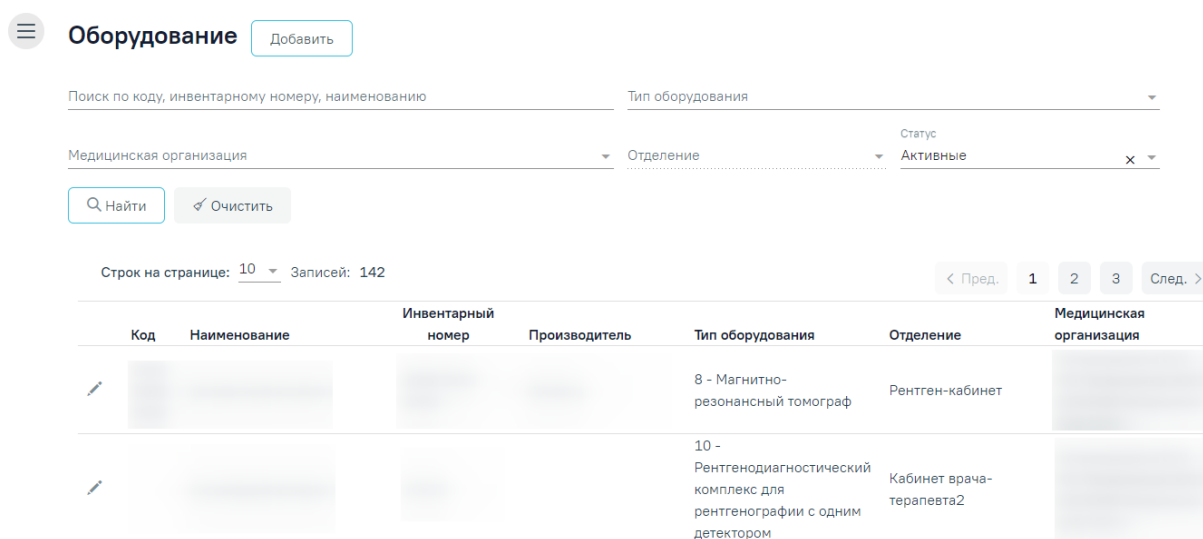 Оборудование Добавить
Поиск по коду, инвентарному номеру, наименованию Тип оборудования
Статус
Медицинская организация Отделение Активные
Найти Очистить
Строк на странице: 10 Записей: 142
Пред. 1 2 3 След.
Инвентарный Медицинская
Код Наименование номер Производитель Тип оборудования Отделение организация
8 - Магнитно-
резонансный томограф
Рентген-кабинет
10 -
Рентгенодиагностический
комплекс для
рентгенографии с одним
детектором
Кабинет врача-
терапевта2